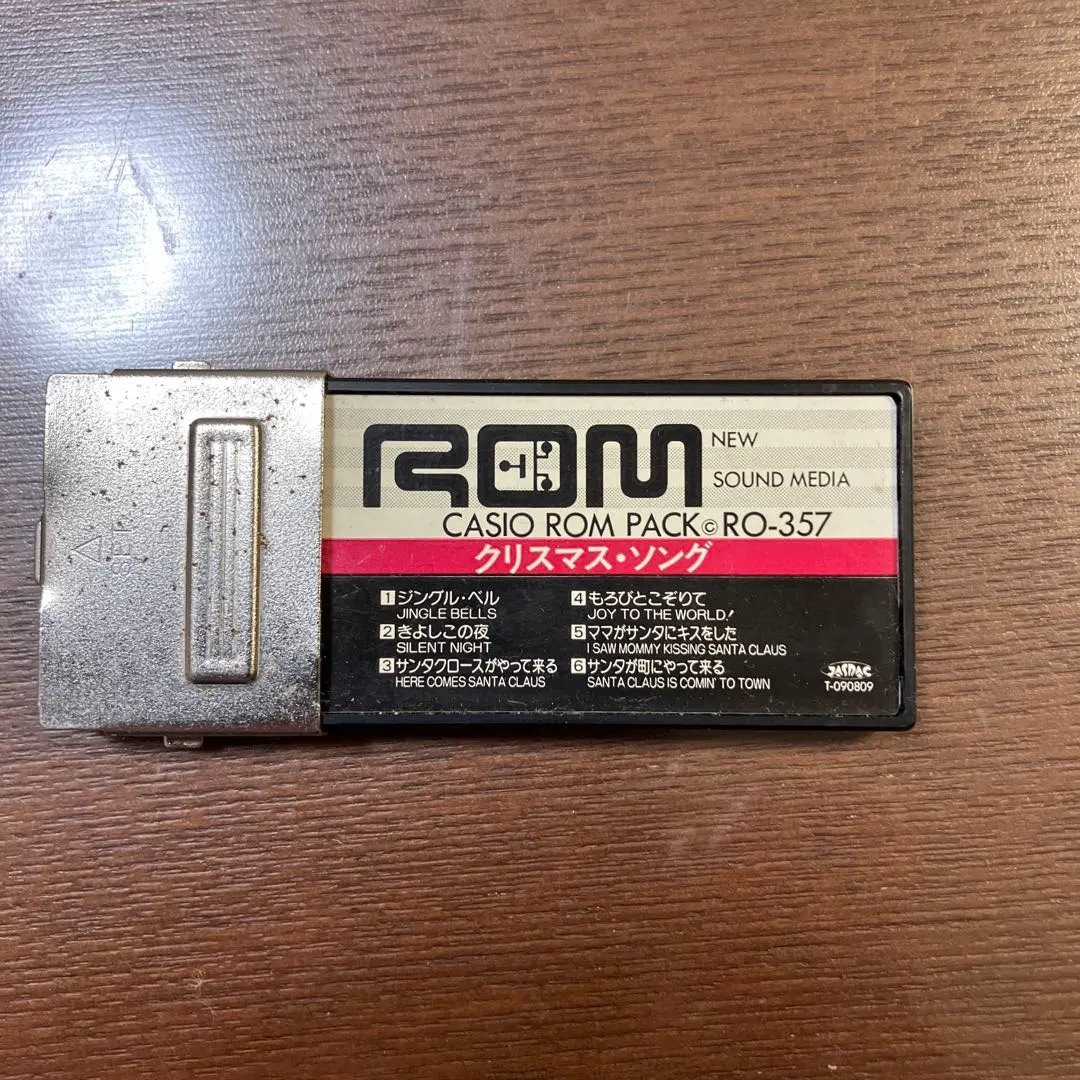 ROM
NEW
SOUND MEDIA
CASIO ROM PACK© RO-357
クリスマス・ソング
1 ジングル・ベル
JINGLE BELLS
2 きよしこの夜
SILENT NIGHT
3 サンタクロースがやって来る
HERE COMES SANTA CLAUS
4 もろびとこぞりて
JOY TO THE WORLD!
5 ママがサンタにキスをした
I SAW MOMMY KISSING SANTA CLAUS
6 サンタが町にやって来る
SANTA CLAUS IS COMIN' TO TOWN
JASRAC
T-090809
SET